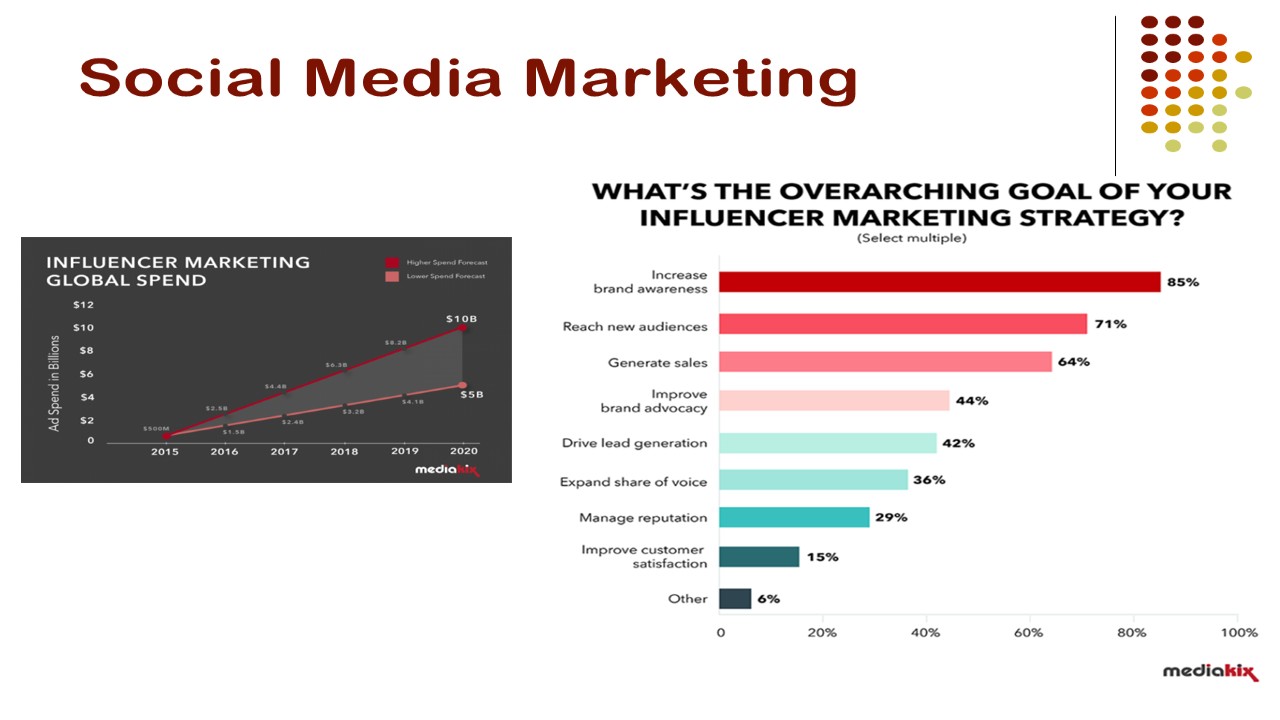 Social Media Marketing
INFLUENCER MARKETING
GLOBAL SPEND
Higher Spend Forecast
Lower Spend Forecast
Ad Spend in Billions
$12
$10
$8
$6
$4
$2
0
$500M
$2.5B
$4.4B
$6.3B
$8.2B
$10B
$1.5B
$2.4B
$3.2B
$4.1B
$5B
2015 2016 2017 2018 2019 2020
mediakix
WHAT'S THE OVERARCHING GOAL OF YOUR
INFLUENCER MARKETING STRATEGY?
(Select multiple)
Increase
brand awareness
85%
Reach new audiences 71%
Generate sales 64%
Improve
brand advocacy
44%
Drive lead generation 42%
Expand share of voice 36%
Manage reputation 29%
Improve customer
satisfaction
15%
Other 6%
0 20% 40% 60% 80% 100%
mediakix